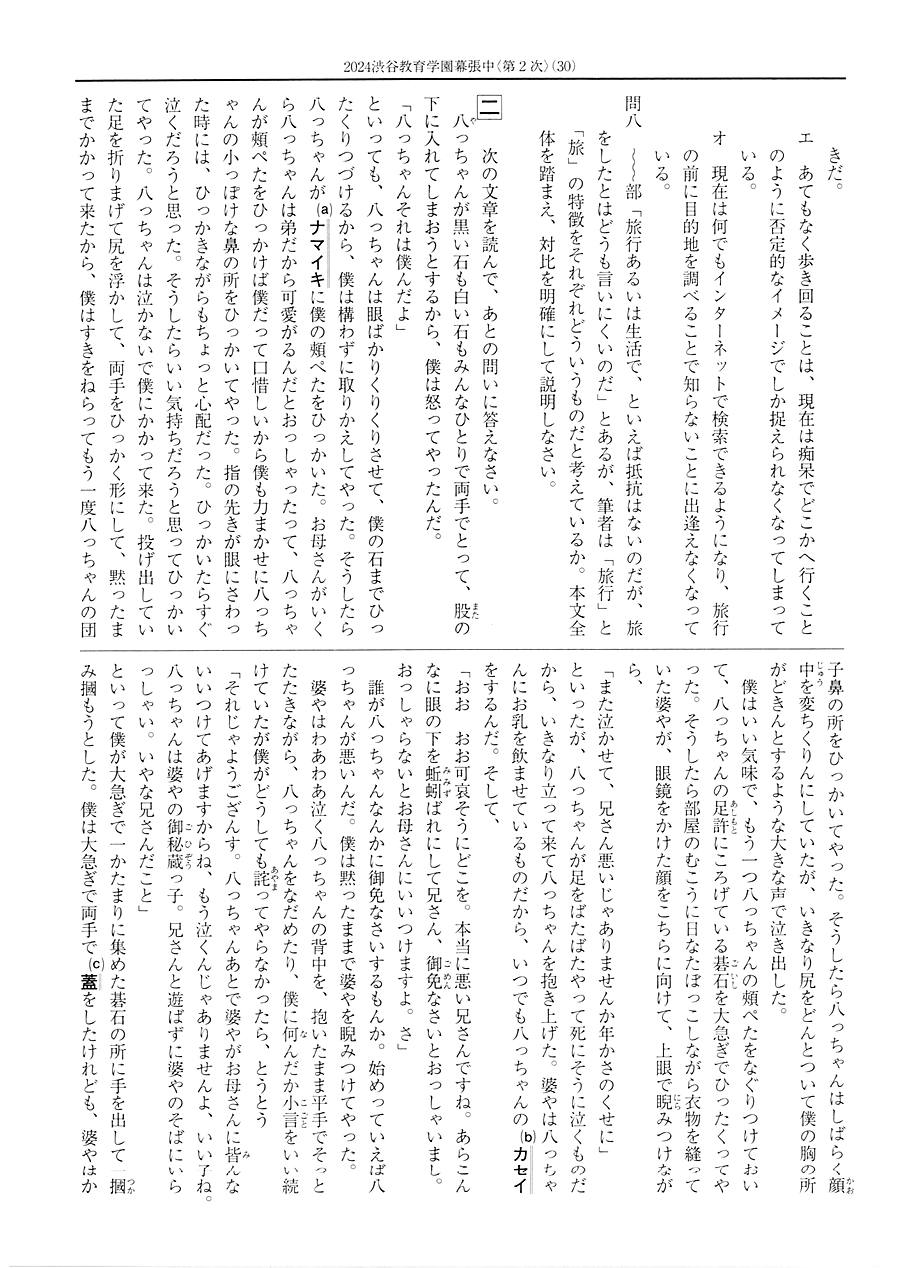 2024渋谷教育学園幕張中〈第2次〉(30)
きだ。
エ　あてもなく歩き回ることは、現在は痴呆でどこかへ行くこと
のように否定的なイメージでしか捉えられなくなってしまって
いる。
オ　現在は何でもインターネットで検索できるようになり、旅行
の前に目的地を調べることで知らないことに出逢えなくなって
いる。
問八　～～部「旅行あるいは生活で、といえば抵抗はないのだが、旅
をしたとはどうも言いにくいのだ」とあるが、筆者は「旅行」と
「旅」の特徴をそれぞれどういうものだと考えているか。本文全
体を踏まえ、対比を明確にして説明しなさい。
二　次の文章を読んで、あとの問いに答えなさい。
八っちゃんが黒い石も白い石もみんなひとりで両手でとって、股の
下に入れてしまおうとするから、僕は怒ってやったんだ。
「八っちゃんそれは僕んだよ」
といっても、八っちゃんは眼ばかりくりくりさせて、僕の石までひっ
たくりつづけるから、僕は構わずに取りかえしてやった。そうしたら
八っちゃんが(a)ナマイキに僕の頰ぺたをひっかいた。お母さんがいく
ら八っちゃんは弟だから可愛がるんだとおっしゃったって、八っちゃ
んが頰ぺたをひっかけば僕だって口惜しいから僕も力まかせに八っち
ゃんの小っぽけな鼻の所をひっかいてやった。指の先きが眼にさわっ
た時には、ひっかきながらもちょっと心配だった。ひっかいたらすぐ
泣くだろうと思った。そうしたらいい気持ちだろうと思ってひっかい
てやった。八っちゃんは泣かないで僕にかかって来た。投げ出してい
た足を折りまげて尻を浮かして、両手をひっかく形にして、黙ったま
までかかって来たから、僕はすきをねらってもう一度八っちゃんの団
子鼻の所をひっかいてやった。そうしたら八っちゃんはしばらく顔
中を変ちくりんにしていたが、いきなり尻をどんとついて僕の胸の所
がどきんとするような大きな声で泣き出した。
僕はいい気味で、もう一つ八っちゃんの頰ぺたをなぐりつけておい
て、八っちゃんの足許にころげている碁石を大急ぎでひったくってや
った。そうしたら部屋のむこうに日なたぼっこしながら衣物を縫って
いた婆やが、眼鏡をかけた顔をこちらに向けて、上眼で睨みつけなが
ら、
「また泣かせて、兄さん悪いじゃありませんか年かさのくせに」
といったが、八っちゃんが足をばたばたやって死にそうに泣くものだ
から、いきなり立って来て八っちゃんを抱き上げた。婆やは八っちゃ
んにお乳を飲ませているものだから、いつでも八っちゃんの(b)カセイ
をするんだ。そして、
「おお　おお可哀そうにどこを。本当に悪い兄さんですね。あらこん
なに眼の下を蚯蚓ばれにして兄さん、御免なさいとおっしゃいまし。
おっしゃらないとお母さんにいいつけますよ。さ」
誰が八っちゃんなんかに御免なさいするもんか。始めっていえば八
っちゃんが悪いんだ。僕は黙ったままで婆やを睨みつけてやった。
婆やはわあわあ泣く八っちゃんの背中を、抱いたまま平手でそっと
たたきながら、八っちゃんをなだめたり、僕に何んだか小言をいい続
けていたが僕がどうしても詫ってやらなかったら、とうとう
「それじゃようござんす。八っちゃんあとで婆やがお母さんに皆んな
いいつけてあげますからね、もう泣くんじゃありませんよ、いい子ね。
八っちゃんは婆やの御秘蔵っ子。兄さんと遊ばずに婆やのそばにいら
っしゃい。いやな兄さんだこと」
といって僕が大急ぎで一かたまりに集めた碁石の所に手を出して一摑
み摑もうとした。僕は大急ぎで両手で(c)蓋をしたけれども、婆やはか